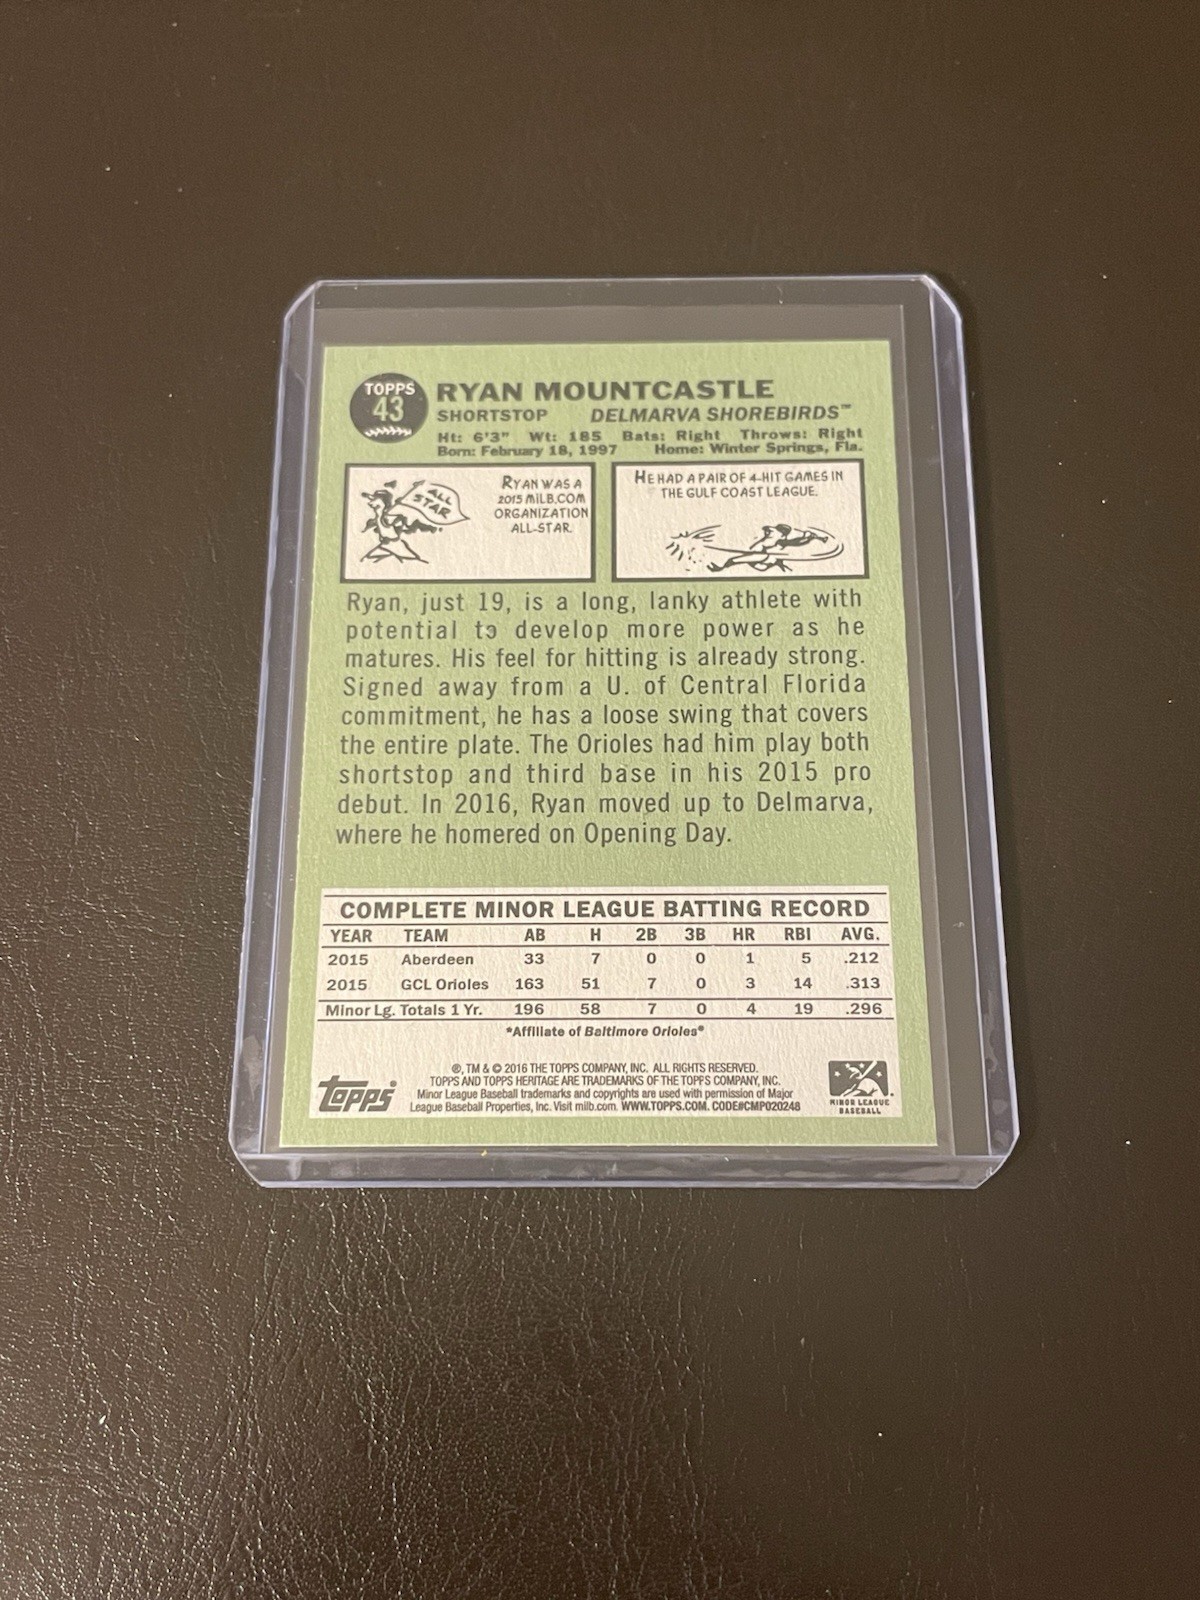 TOPPS
43
RYAN MOUNTCASTLE
SHORTSTOP DELMARVA SHOREBIRDS™
Ht: 6'3" Wt: 185 Bats: Right Throws: Right
Born: February 18, 1997 Home: Winter Springs, Fla.
ALL
STAR
RYAN WAS A
2015 MiLB.COM
ORGANIZATION
ALL-STAR.
HE HAD A PAIR OF 4-HIT GAMES IN
THE GULF COAST LEAGUE.
Ryan, just 19, is a long, lanky athlete with
potential to develop more power as he
matures. His feel for hitting is already strong.
Signed away from a U. of Central Florida
commitment, he has a loose swing that covers
the entire plate. The Orioles had him play both
shortstop and third base in his 2015 pro
debut. In 2016, Ryan moved up to Delmarva,
where he homered on Opening Day.
COMPLETE MINOR LEAGUE BATTING RECORD
YEAR TEAM AB H 2B 3B HR RBI AVG.
2015 Aberdeen 33 7 0 0 1 5 .212
2015 GCL Orioles 163 51 7 0 3 14 .313
Minor Lg. Totals 1 Yr. 196 58 7 0 4 19 .296
*Affiliate of Baltimore Orioles®
®, TM & © 2016 THE TOPPS COMPANY, INC. ALL RIGHTS RESERVED.
TOPPS AND TOPPS HERITAGE ARE TRADEMARKS OF THE TOPPS COMPANY, INC.
Minor League Baseball trademarks and copyrights are used with permission of Major
League Baseball Properties, Inc. Visit milb.com. WWW.TOPPS.COM. CODE#CMP020248
Topps
MINOR LEAGUE
BASEBALL